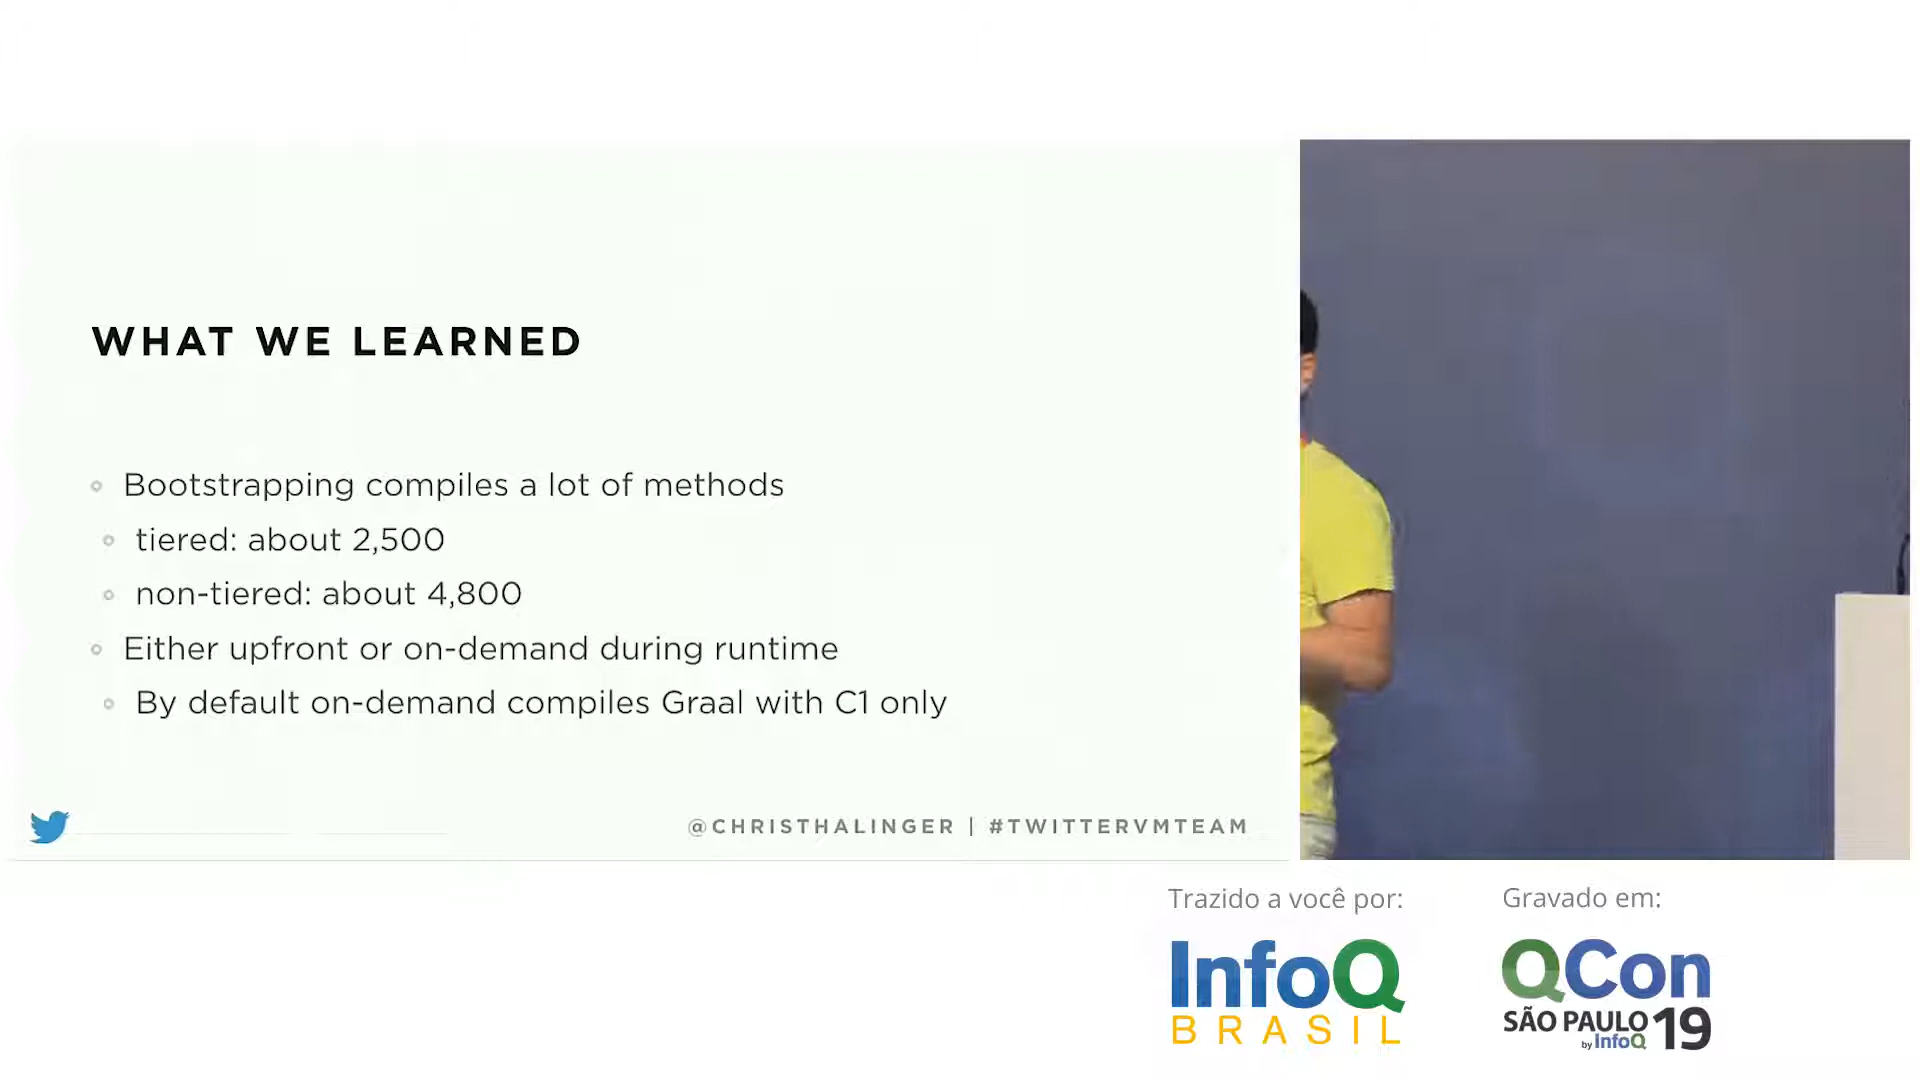 WHAT WE LEARNED
Bootstrapping compiles a lot of methods
tiered: about 2,500
non-tiered: about 4,800
Either upfront or on-demand during runtime
By default on-demand compiles Graal with C1 only
@CHRISTHALINGER | #TWITTERVMTEAM
Trazido a você por:
InfoQ
BRASIL
Gravado em:
QCon
SÃO PAULO 19
by InfoQ